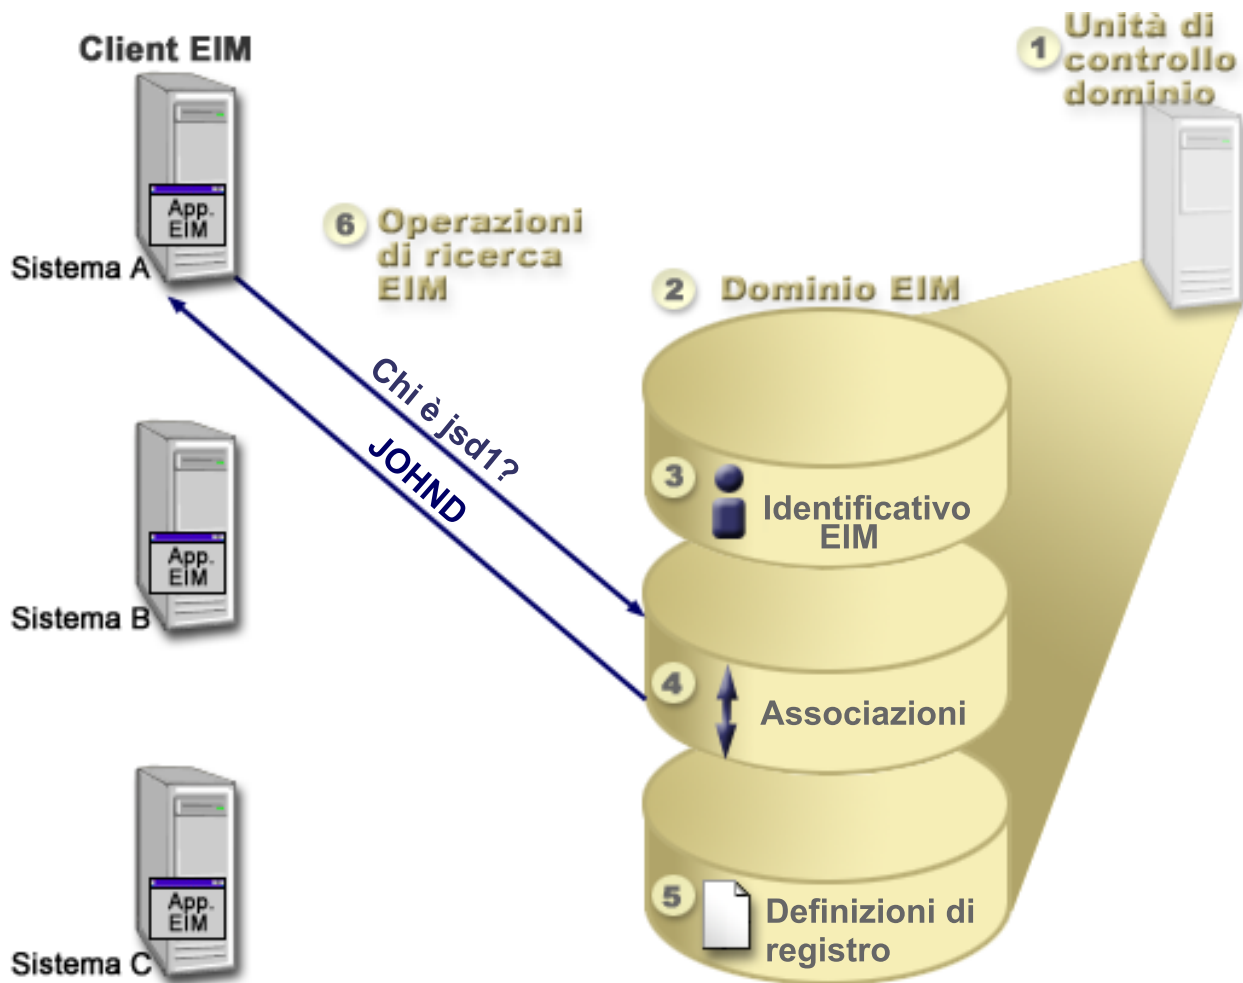 Client EIM
App.
EIM
Sistema A
App.
EIM
Sistema B
App.
EIM
Sistema C
6 Operazioni
di ricerca
EIM
Chi è jsd1?
JOHND
1 Unità di
controllo
dominio
2 Dominio EIM
3 Identificativo
EIM
4 Associazioni
5 Definizioni di
registro